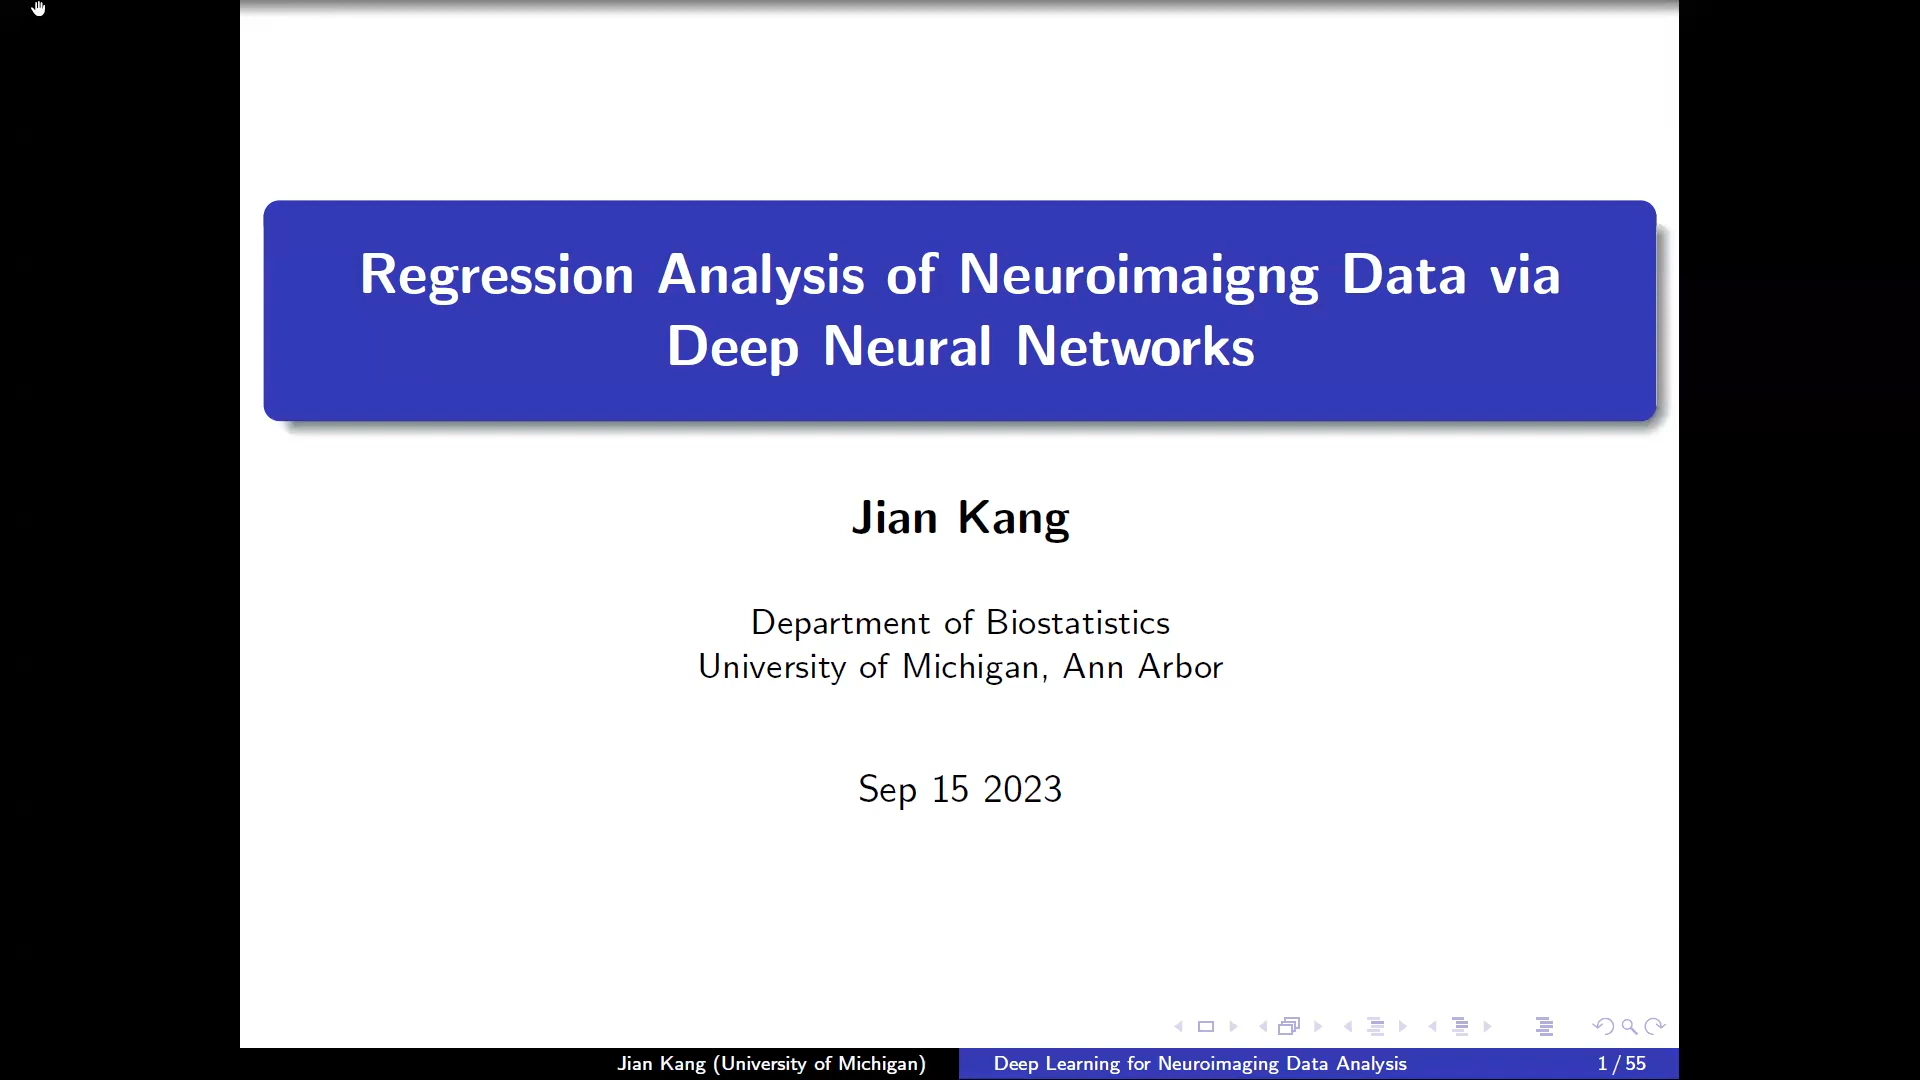 Regression Analysis of Neuroimaigng Data via
Deep Neural Networks
Jian Kang
Department of Biostatistics
University of Michigan, Ann Arbor
Sep 15 2023
Jian Kang (University of Michigan)
Deep Learning for Neuroimaging Data Analysis
1 / 55